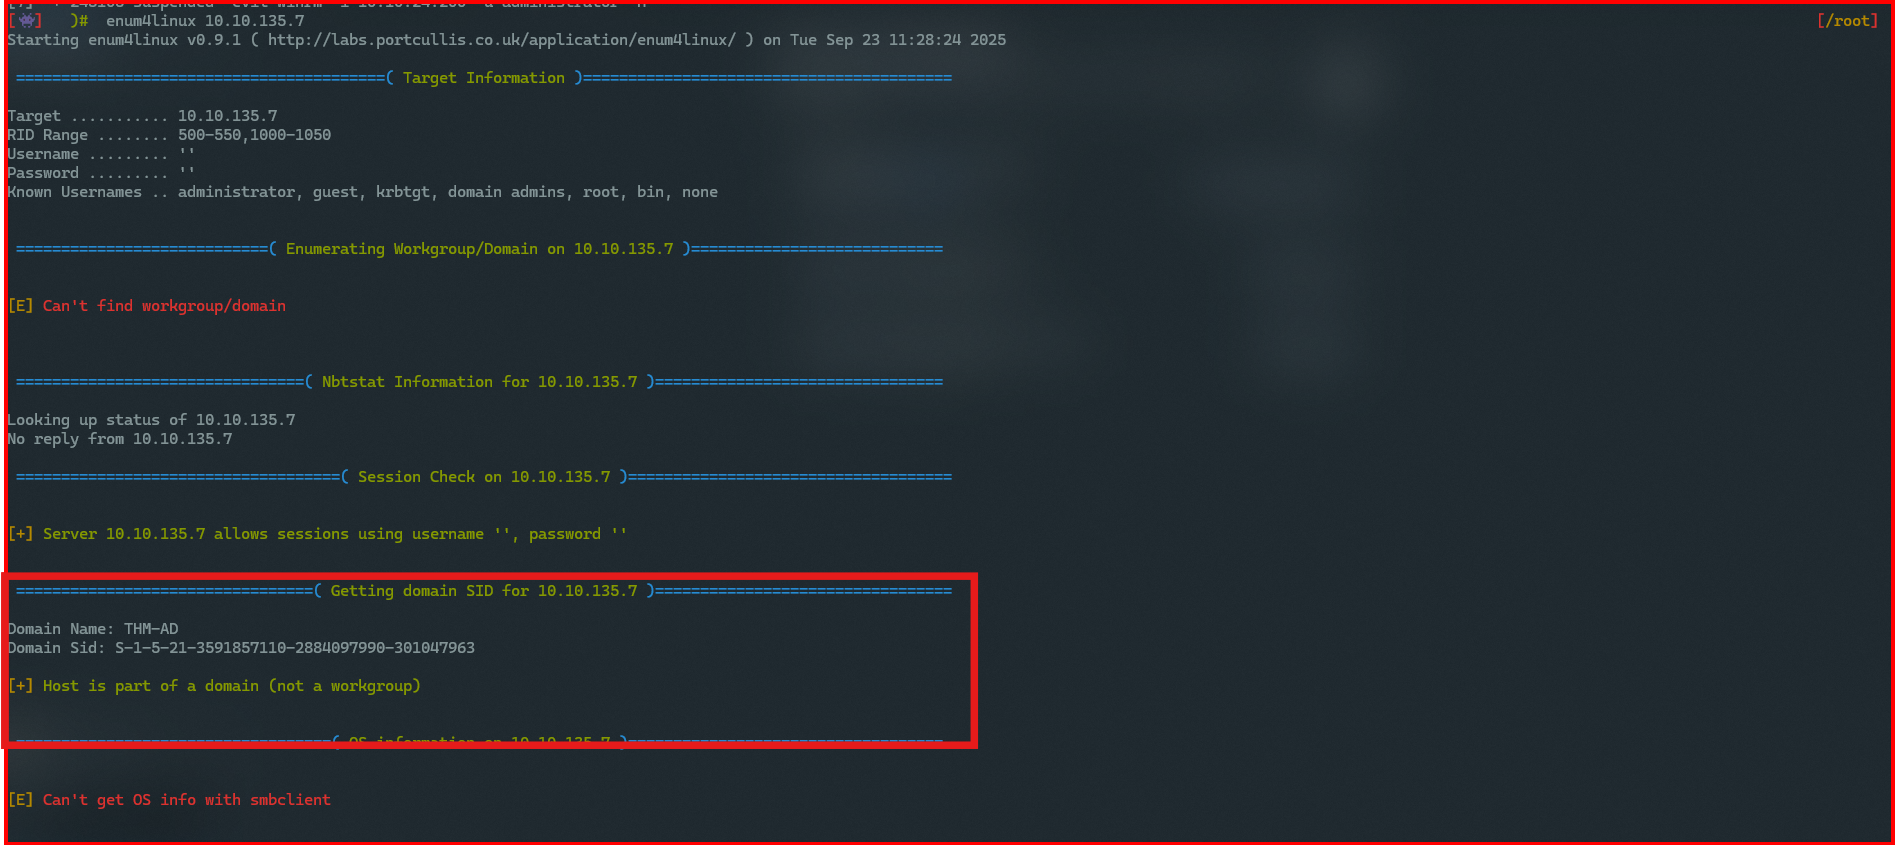 [ ]   )#  enum4linux 10.10.135.7 [/root]
Starting enum4linux v0.9.1 ( http://labs.portcullis.co.uk/application/enum4linux/ ) on Tue Sep 23 11:28:24 2025
=========================================( Target Information )=========================================
Target ........... 10.10.135.7
RID Range ........ 500-550,1000-1050
Username ......... ''
Password ......... ''
Known Usernames .. administrator, guest, krbtgt, domain admins, root, bin, none
============================( Enumerating Workgroup/Domain on 10.10.135.7 )============================
[E] Can't find workgroup/domain
================================( Nbtstat Information for 10.10.135.7 )================================
Looking up status of 10.10.135.7
No reply from 10.10.135.7
====================================( Session Check on 10.10.135.7 )====================================
[+] Server 10.10.135.7 allows sessions using username '', password ''
=================================( Getting domain SID for 10.10.135.7 )=================================
Domain Name: THM-AD
Domain Sid: S-1-5-21-3591857110-2884097990-301047963
[+] Host is part of a domain (not a workgroup)
===================================( OS information on 10.10.135.7 )===================================
[E] Can't get OS info with smbclient